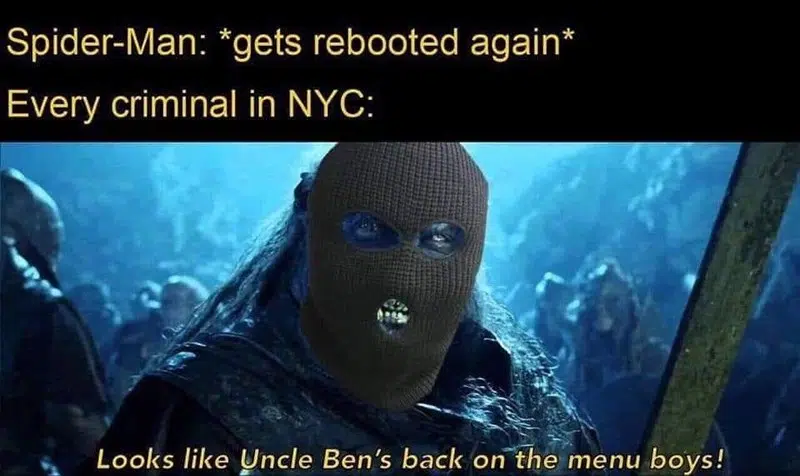 Spider-Man: *gets rebooted again*
Every criminal in NYC:
Looks like Uncle Ben's back on the menu boys!